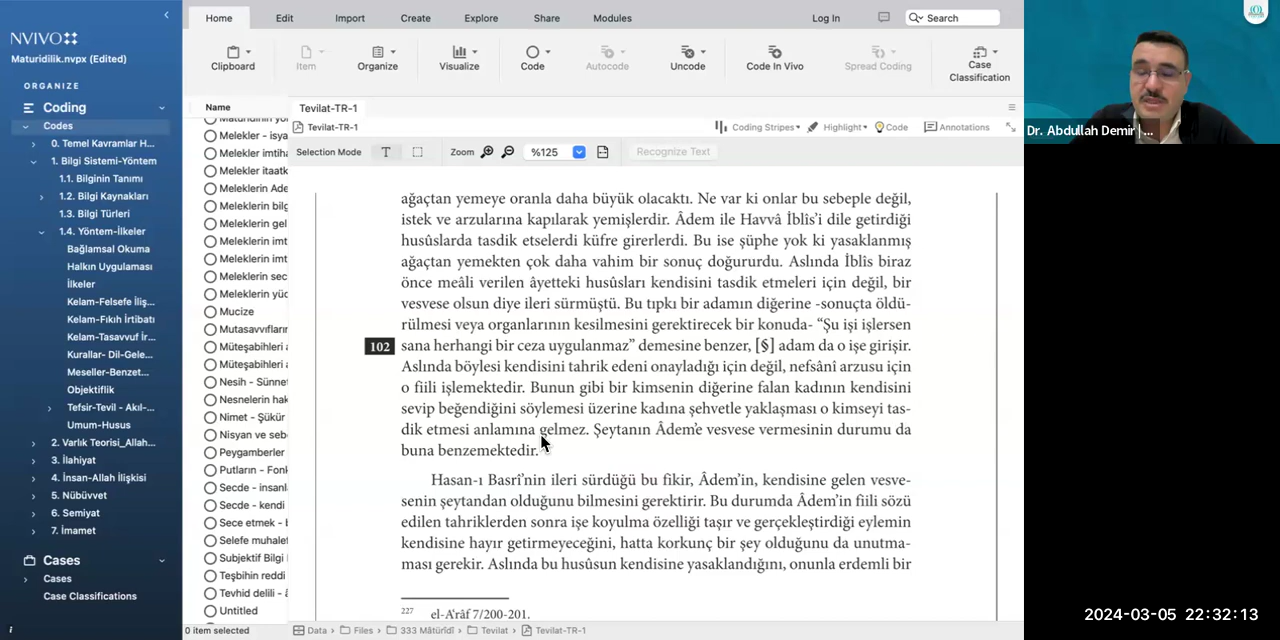 NVIVO
Maturidilik.nvpx (Edited)
ORGANIZE
Coding
Codes
0. Temel Kavramlar H...
1. Bilgi Sistemi-Yöntem
1.1. Bilginin Tanımı
1.2. Bilgi Kaynakları
1.3. Bilgi Türleri
1.4. Yöntem-İlkeler
Bağlamsal Okuma
Halkın Uygulaması
İlkeler
Kelam-Felsefe İliş...
Kelam-Fıkıh İrtibatı
Kelam-Tasavvuf İr...
Kurallar- Dil-Gele...
Meseller-Benzet...
Objektiflik
Tefsir-Tevil - Akıl-...
Umum-Husus
2. Varlık Teorisi_Allah...
3. İlahiyat
4. İnsan-Allah İlişkisi
5. Nübüvvet
6. Semiyat
7. İmamet
Cases
Cases
Case Classifications
Home Edit Import Create Explore Share Modules Log In Search
Clipboard Item Organize Visualize Code Autocode Uncode Code In Vivo Spread Coding Case Classification
Name
Melekler - isya
Melekler imtiha
Melekler itaatk
Meleklerin Ade
Meleklerin bilg
Meleklerin gel
Meleklerin imt
Meleklerin imt
Meleklerin sec
Meleklerin yüc
Mucize
Mutasavvıfların
Müteşabihleri a
Müteşabihleri a
Nesih - Sünnet
Nesnelerin hak
Nimet - Şükür
Nisyan ve seb
Peygamberler
Putların - Fonk
Secde - insanl
Secde - kendi
Sece etmek - b
Selefe muhalef
Subjektif Bilgi
Teşbihin reddi
Tevhid delili - â
Untitled
0 item selected
Tevilat-TR-1
Tevilat-TR-1 Coding Stripes Highlight Code Annotations
Selection Mode T Zoom %125 Recognize Text
ağaçtan yemeye oranla daha büyük olacaktı. Ne var ki onlar bu sebeple değil,
istek ve arzularına kapılarak yemişlerdir. Âdem ile Havvâ İblîs'i dile getirdiği
husûslarda tasdik etselerdi küfre girerlerdi. Bu ise şüphe yok ki yasaklanmış
ağaçtan yemekten çok daha vahim bir sonuç doğururdu. Aslında İblîs biraz
önce meâli verilen âyetteki husûsları kendisini tasdik etmeleri için değil, bir
vesvese olsun diye ileri sürmüştü. Bu tıpkı bir adamın diğerine -sonuçta öldü-
rülmesi veya organlarının kesilmesini gerektirecek bir konuda- “Şu işi işlersen
102 sana herhangi bir ceza uygulanmaz” demesine benzer, [§] adam da o işe girişir.
Aslında böylesi kendisini tahrik edeni onayladığı için değil, nefsânî arzusu için
o fiili işlemektedir. Bunun gibi bir kimsenin diğerine falan kadının kendisini
sevip beğendiğini söylemesi üzerine kadına şehvetle yaklaşması o kimseyi tas-
dik etmesi anlamına gelmez. Şeytanın Âdem'e vesvese vermesinin durumu da
buna benzemektedir.
Hasan-ı Basrî'nin ileri sürdüğü bu fikir, Âdem'in, kendisine gelen vesve-
senin şeytandan olduğunu bilmesini gerektirir. Bu durumda Âdem'in fiili sözü
edilen tahriklerden sonra işe koyulma özelliği taşır ve gerçekleştirdiği eylemin
kendisine hayır getirmeyeceğini, hatta korkunç bir şey olduğunu da unutma-
ması gerekir. Aslında bu husûsun kendisine yasaklandığını, onunla erdemli bir
227 el-A'râf 7/200-201.
Data Files 333 Mâtürîdî Tevilat Tevilat-TR-1
Dr. Abdullah Demir | ...
2024-03-05 22:32:13